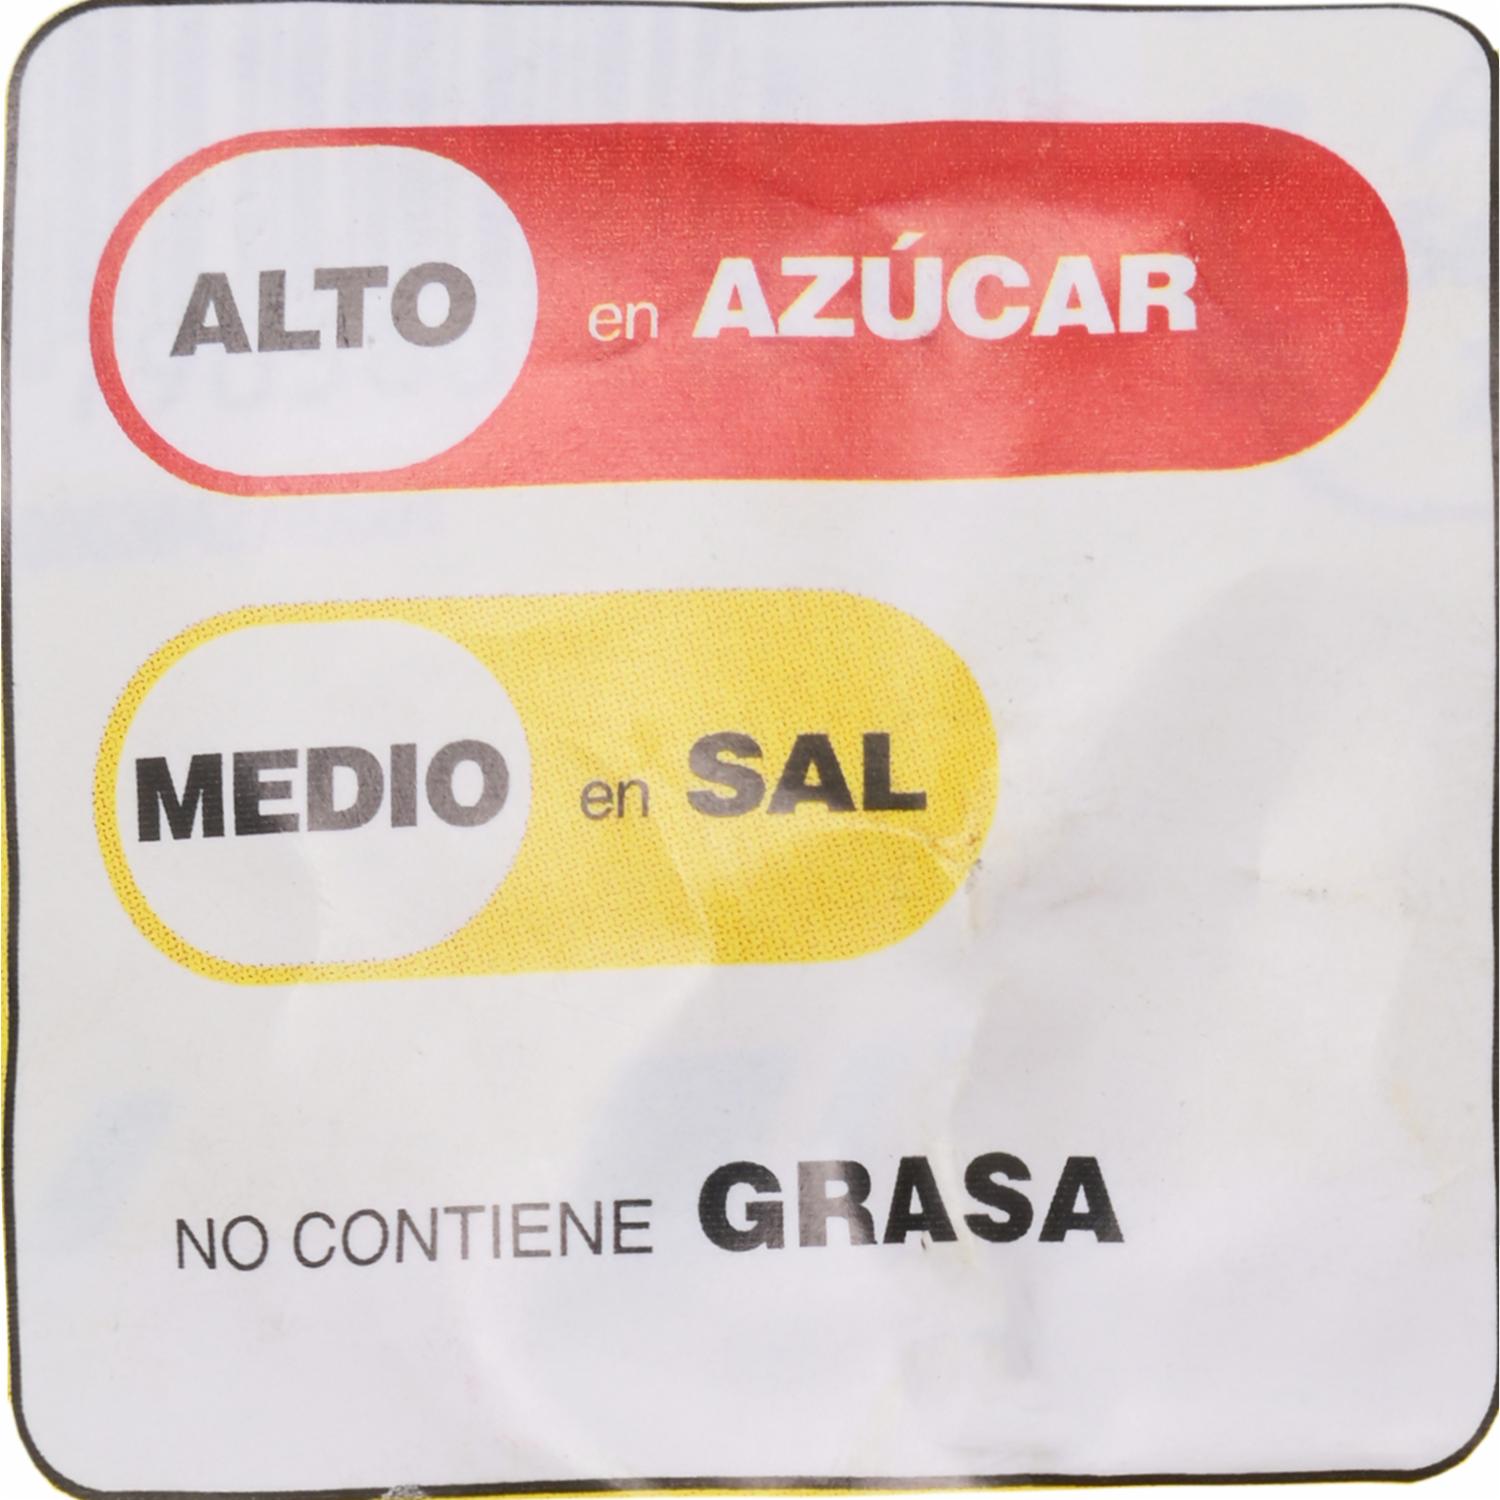 ALTO en AZÚCAR
MEDIO en SAL
NO CONTIENE GRASA